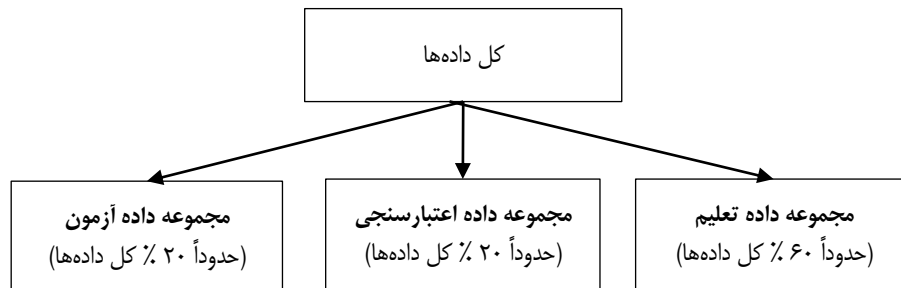 کل داده‌ها
مجموعه داده تعلیم
(حدوداً ۶۰ ٪ کل داده‌ها)
مجموعه داده اعتبارسنجی
(حدوداً ۲۰ ٪ کل داده‌ها)
مجموعه داده آزمون
(حدوداً ۲۰ ٪ کل داده‌ها)